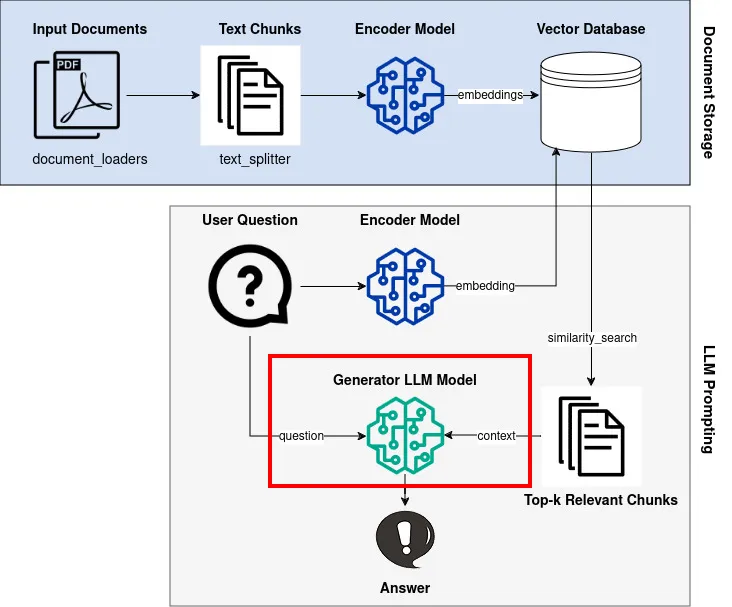 Input Documents
Text Chunks
Encoder Model
Vector Database
PDF
embeddings
document_loaders
text_splitter
Document Storage
User Question
Encoder Model
?
embedding
similarity_search
Generator LLM Model
question
context
Top-k Relevant Chunks
!
Answer
LLM Prompting